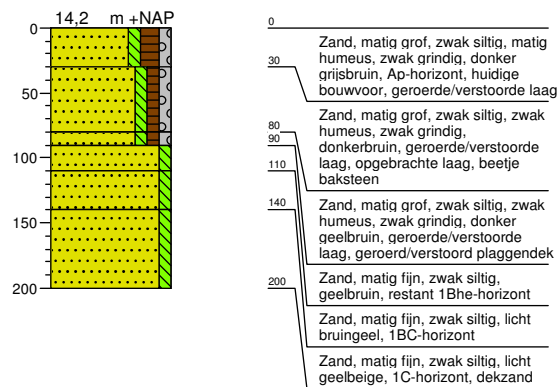 14,2 m +NAP
0
50
100
150
200
0
Zand, matig grof, zwak siltig, matig
humeus, zwak grindig, donker
grijsbruin, Ap-horizont, huidige
bouwvoor, geroerde/verstoorde laag
30
Zand, matig grof, zwak siltig, zwak
humeus, zwak grindig,
donkerbruin, geroerde/verstoorde
laag, opgebrachte laag, beetje
baksteen
80
Zand, matig grof, zwak siltig, zwak
humeus, zwak grindig, donker
geelbruin, geroerde/verstoorde
laag, geroerd/verstoord plaggendek
90
Zand, matig fijn, zwak siltig,
geelbruin, restant 1Bhe-horizont
110
Zand, matig fijn, zwak siltig, licht
bruingeel, 1BC-horizont
140
Zand, matig fijn, zwak siltig, licht
geelbeige, 1C-horizont, dekzand
200